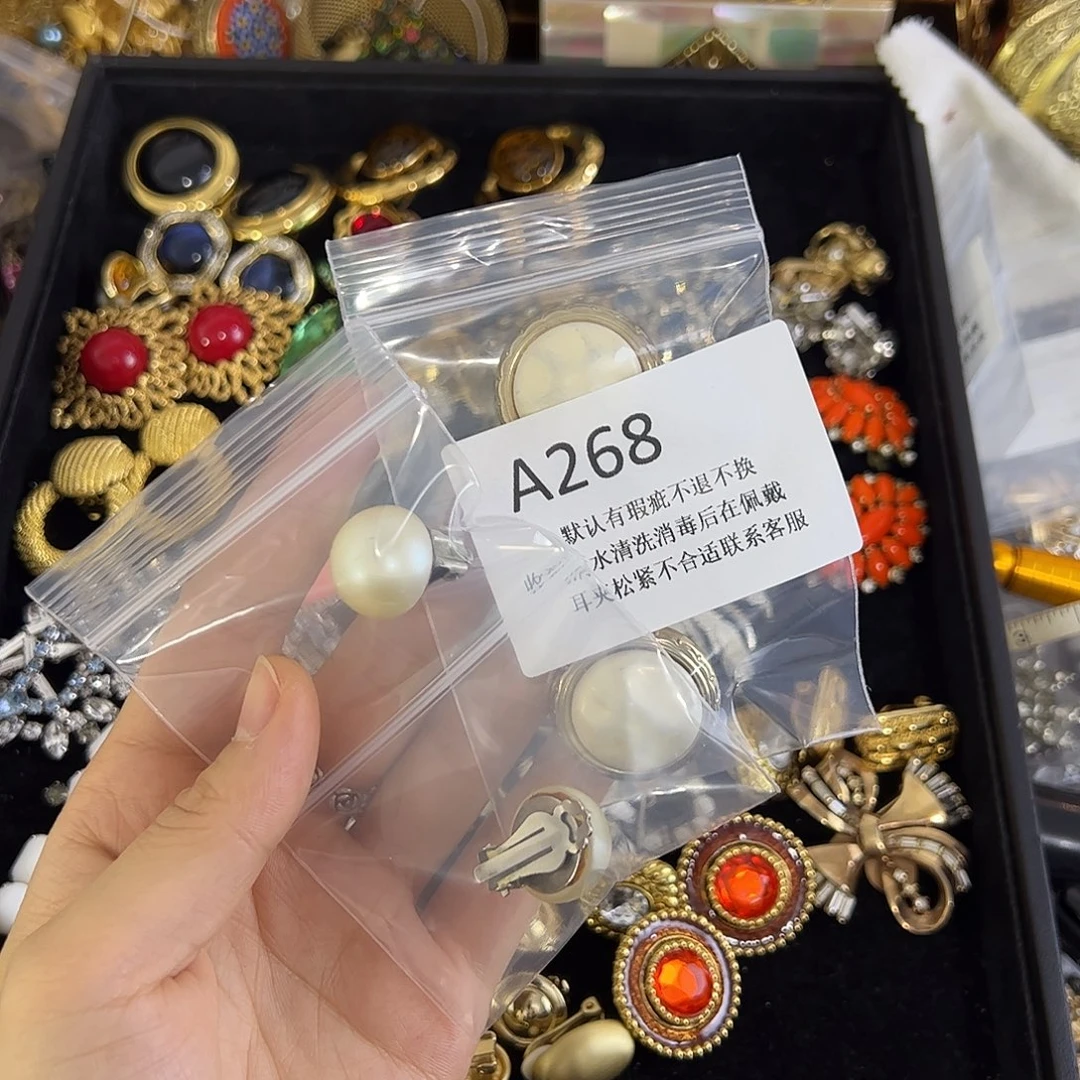 A268
默认有瑕疵不退不换
水清洗消毒后在佩戴
耳夹松紧不合适联系客服